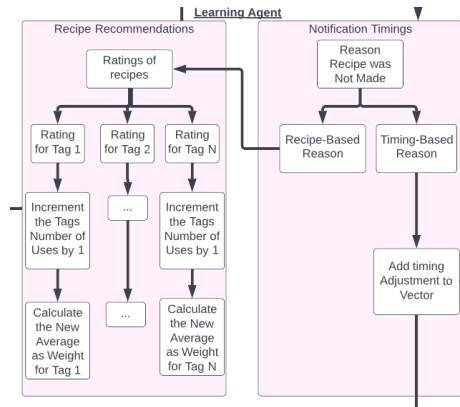 Learning Agent
Recipe Recommendations
Notification Timings
Ratings of
recipes
Reason
Recipe was
Not Made
Rating
for Tag 1
Rating
for Tag 2
Rating
for Tag N
Recipe-Based
Reason
Timing-Based
Reason
Increment
the Tags
Number of
Uses by 1
...
Increment
the Tags
Number of
Uses by 1
Add timing
Adjustment to
Vector
Calculate
the New
Average
as Weight
for Tag 1
...
Calculate
the New
Average
as Weight
for Tag N